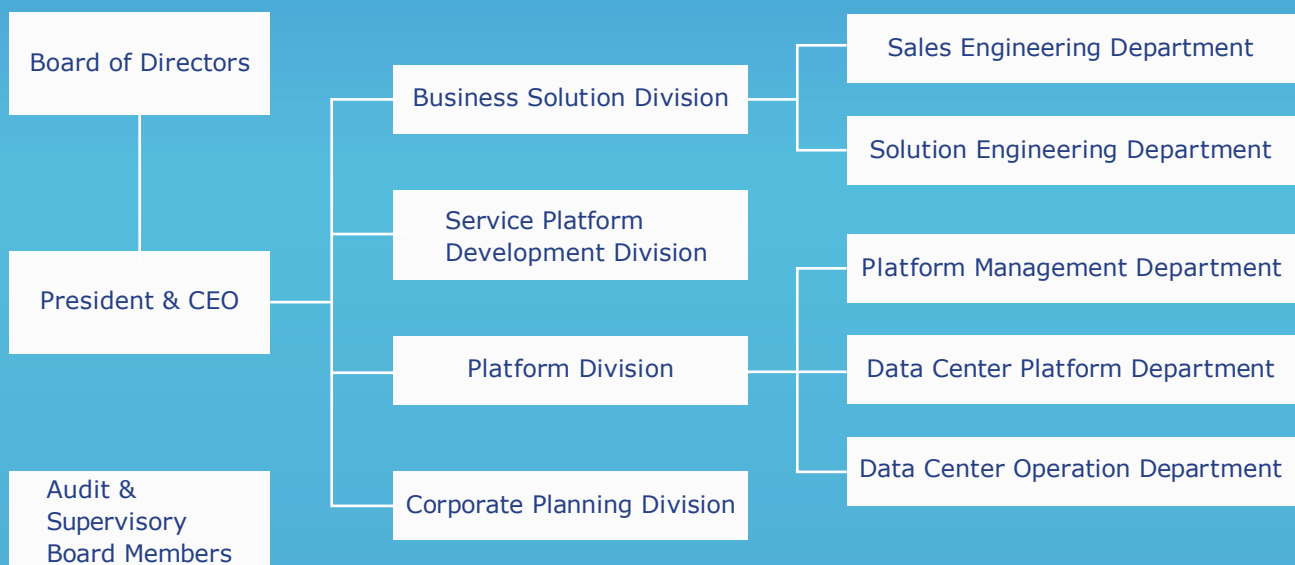 Board of Directors
President & CEO
Audit &
Supervisory
Board Members
Business Solution Division
Service Platform
Development Division
Platform Division
Corporate Planning Division
Sales Engineering Department
Solution Engineering Department
Platform Management Department
Data Center Platform Department
Data Center Operation Department